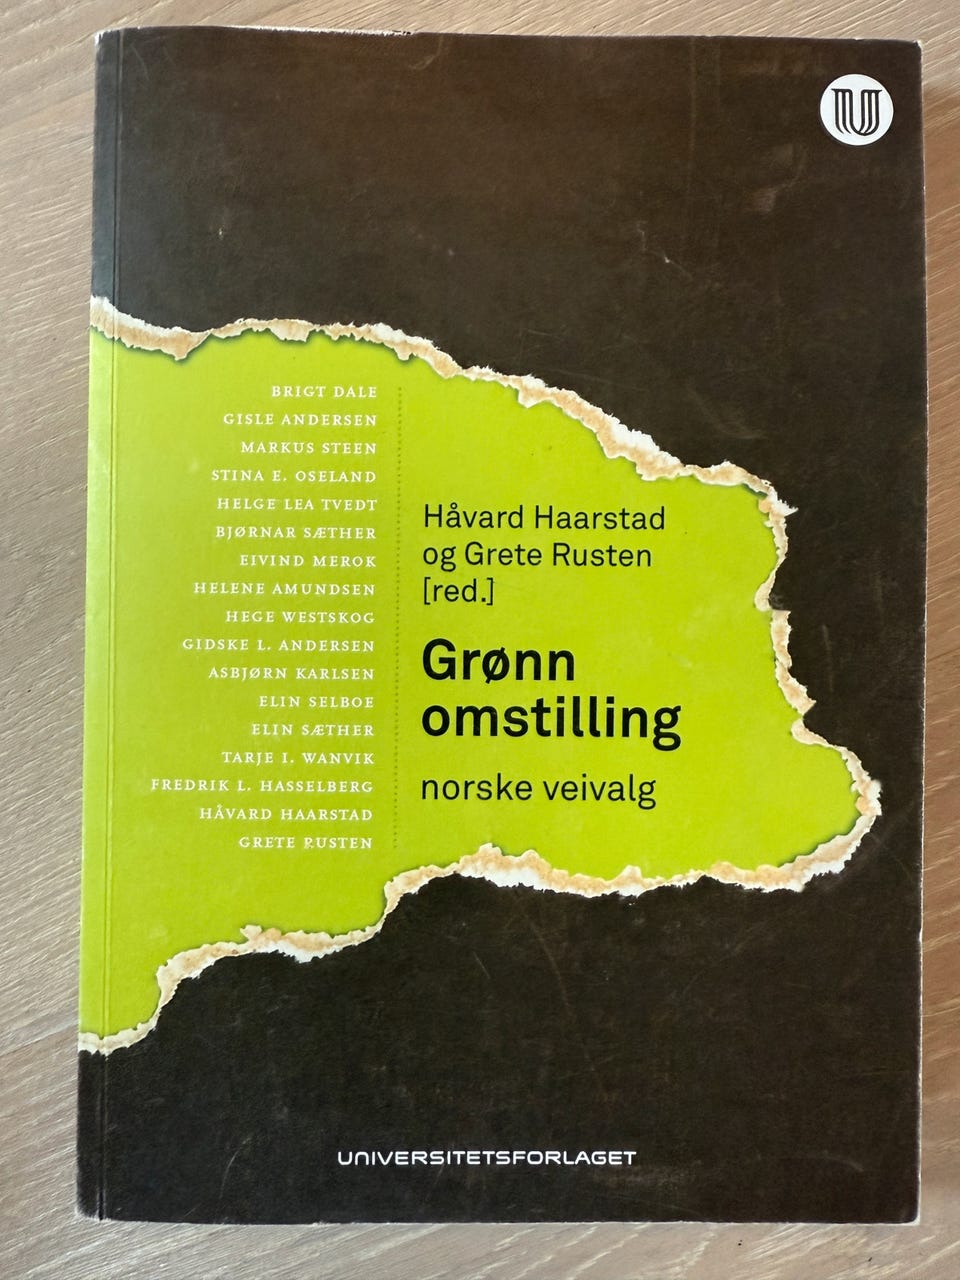 U
BRIGT DALE
GISLE ANDERSEN
MARKUS STEEN
STINA E. OSELAND
HELGE LEA TVEDT
BJØRNAR SÆTHER
EIVIND MEROK
HELENE AMUNDSEN
HEGE WESTSKOG
GIDSKE L. ANDERSEN
ASBJØRN KARLSEN
ELIN SELBOE
ELIN SÆTHER
TARJE I. WANVIK
FREDRIK L. HASSELBERG
HÅVARD HAARSTAD
GRETE RUSTEN
Håvard Haarstad
og Grete Rusten
[red.]
Grønn
omstilling
norske veivalg
UNIVERSITETSFORLAGET